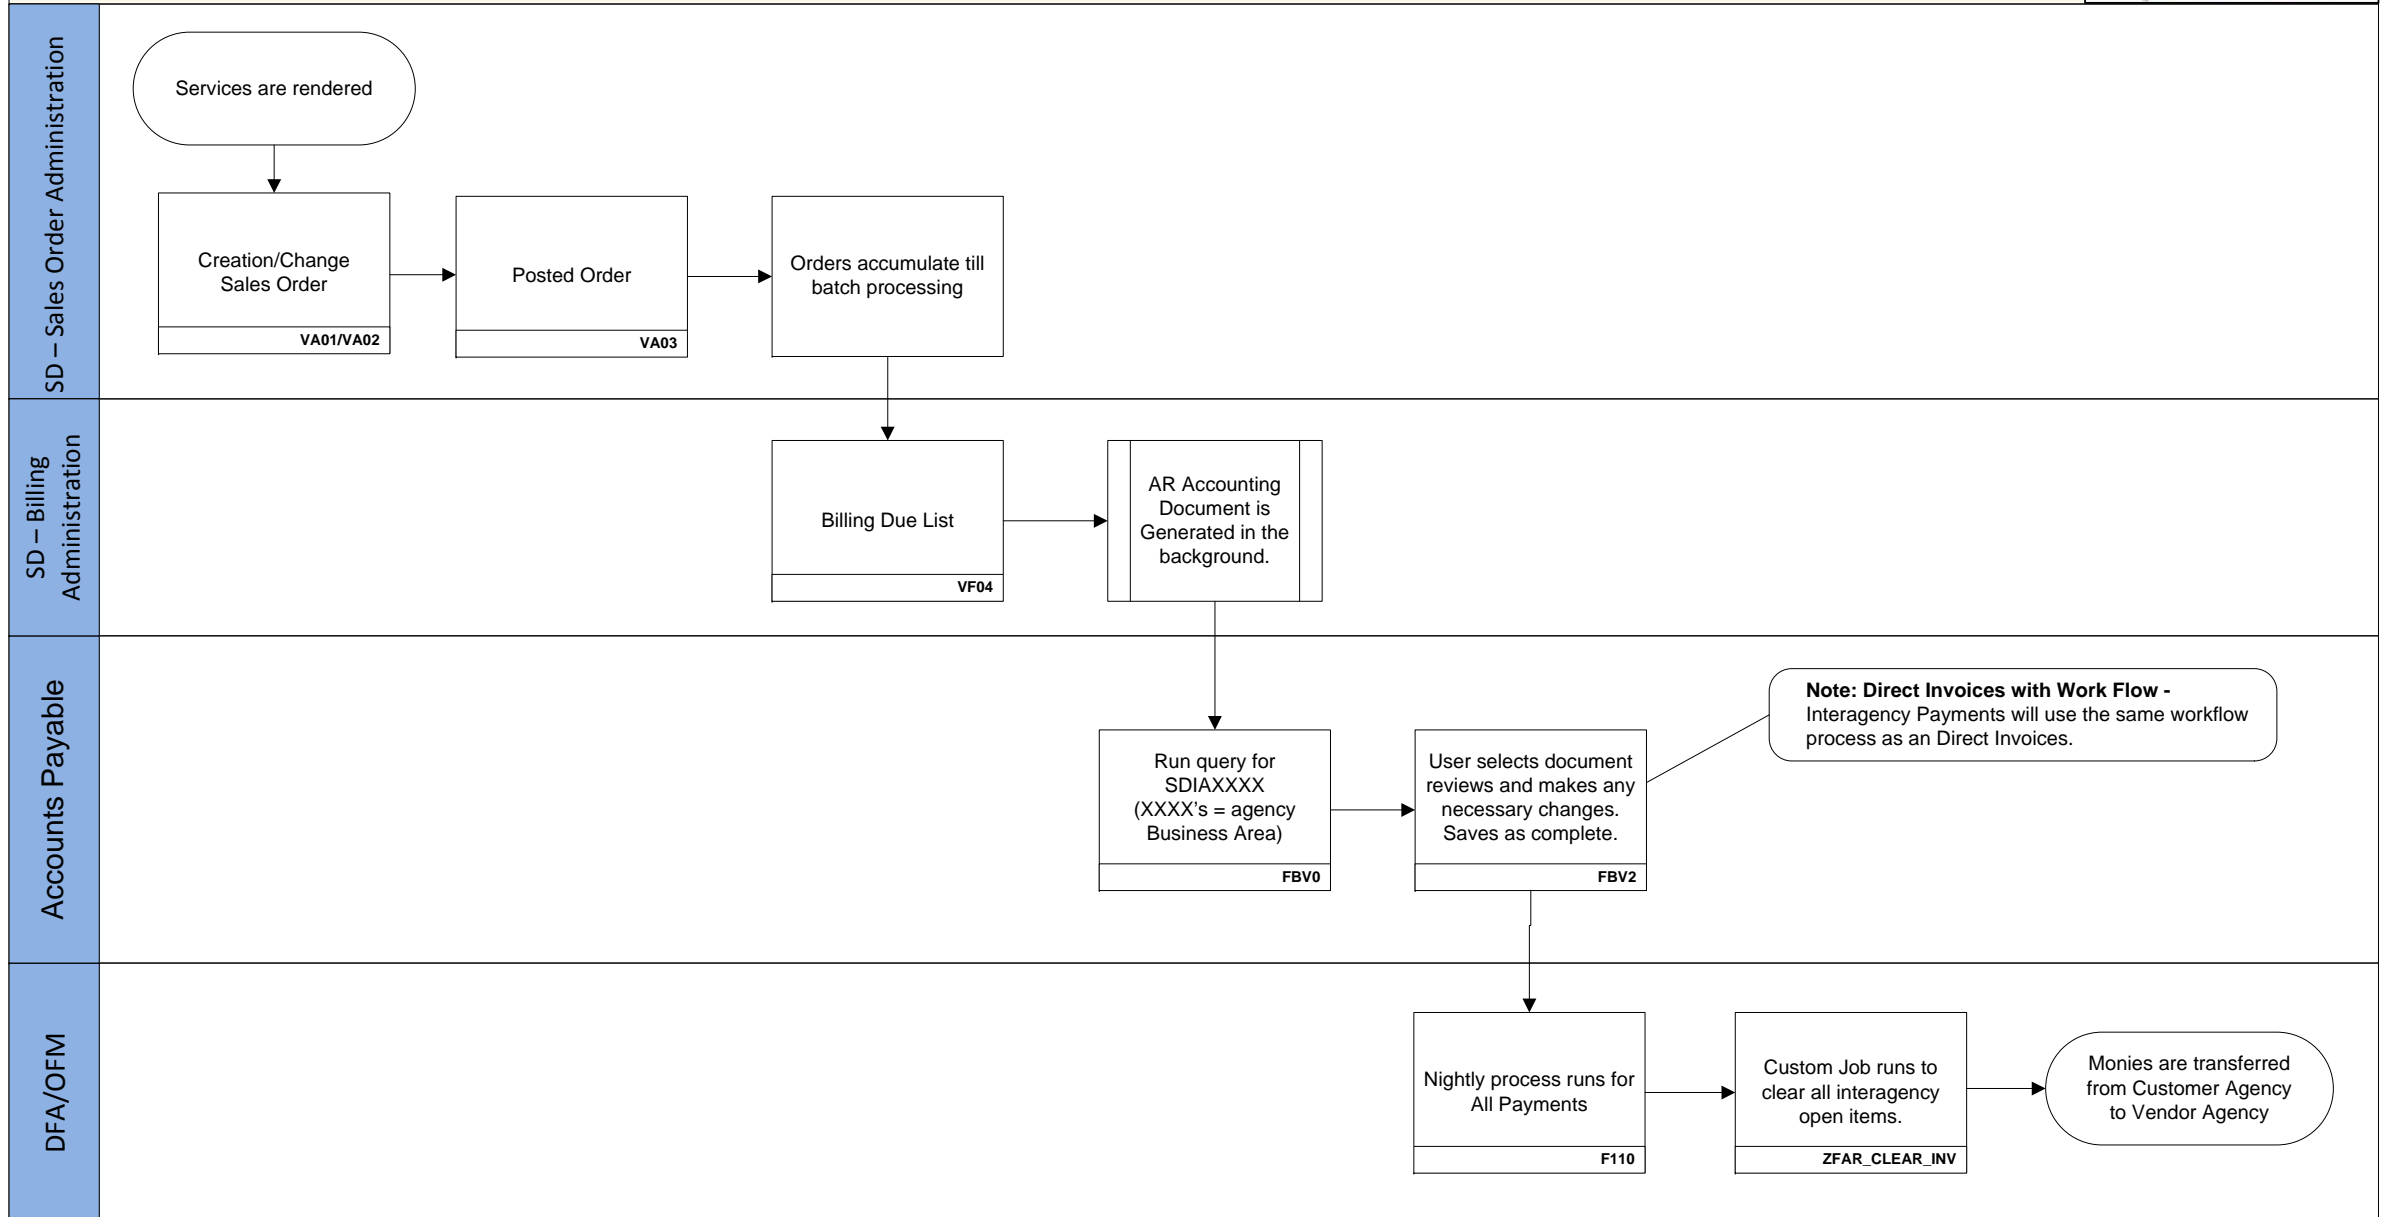 SD – Sales Order Administration
Services are rendered
Creation/Change
Sales Order
VA01/VA02
Posted Order
VA03
Orders accumulate till
batch processing
SD – Billing
Administration
Billing Due List
VF04
AR Accounting
Document is
Generated in the
background.
Accounts Payable
Run query for
SDIAXXXX
(XXXX's = agency
Business Area)
FBV0
User selects document
reviews and makes any
necessary changes.
Saves as complete.
FBV2
Note: Direct Invoices with Work Flow -
Interagency Payments will use the same workflow
process as an Direct Invoices.
DFA/OFM
Nightly process runs for
All Payments
F110
Custom Job runs to
clear all interagency
open items.
ZFAR_CLEAR_INV
Monies are transferred
from Customer Agency
to Vendor Agency